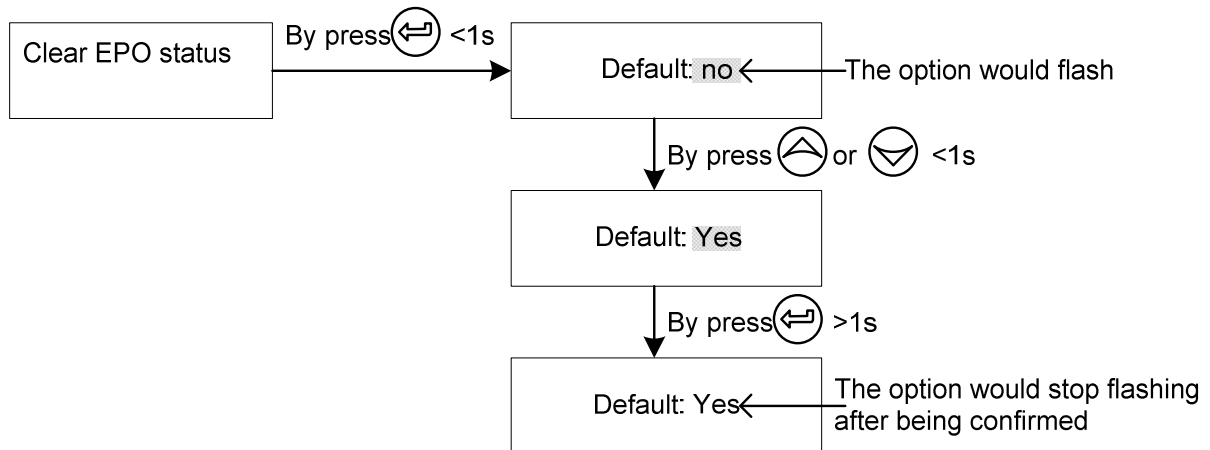 Clear EPO status
By press <1s
Default: no
The option would flash
By press or <1s
Default: Yes
By press >1s
Default: Yes
The option would stop flashing
after being confirmed